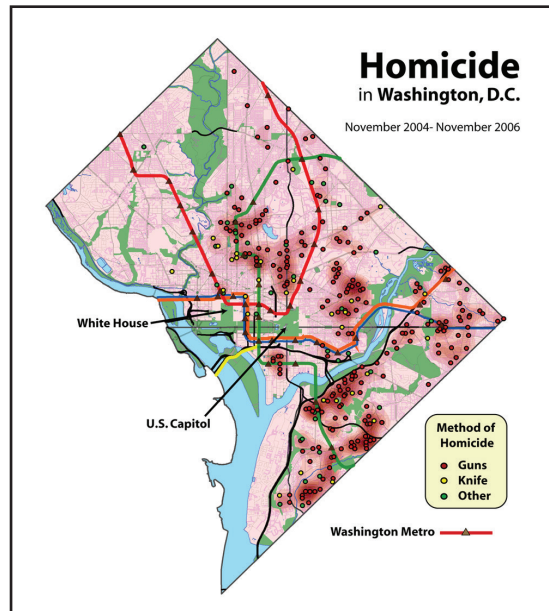 Homicide
in Washington, D.C.
November 2004- November 2006
White House
U.S. Capitol
Method of
Homicide
Guns
Knife
Other
Washington Metro